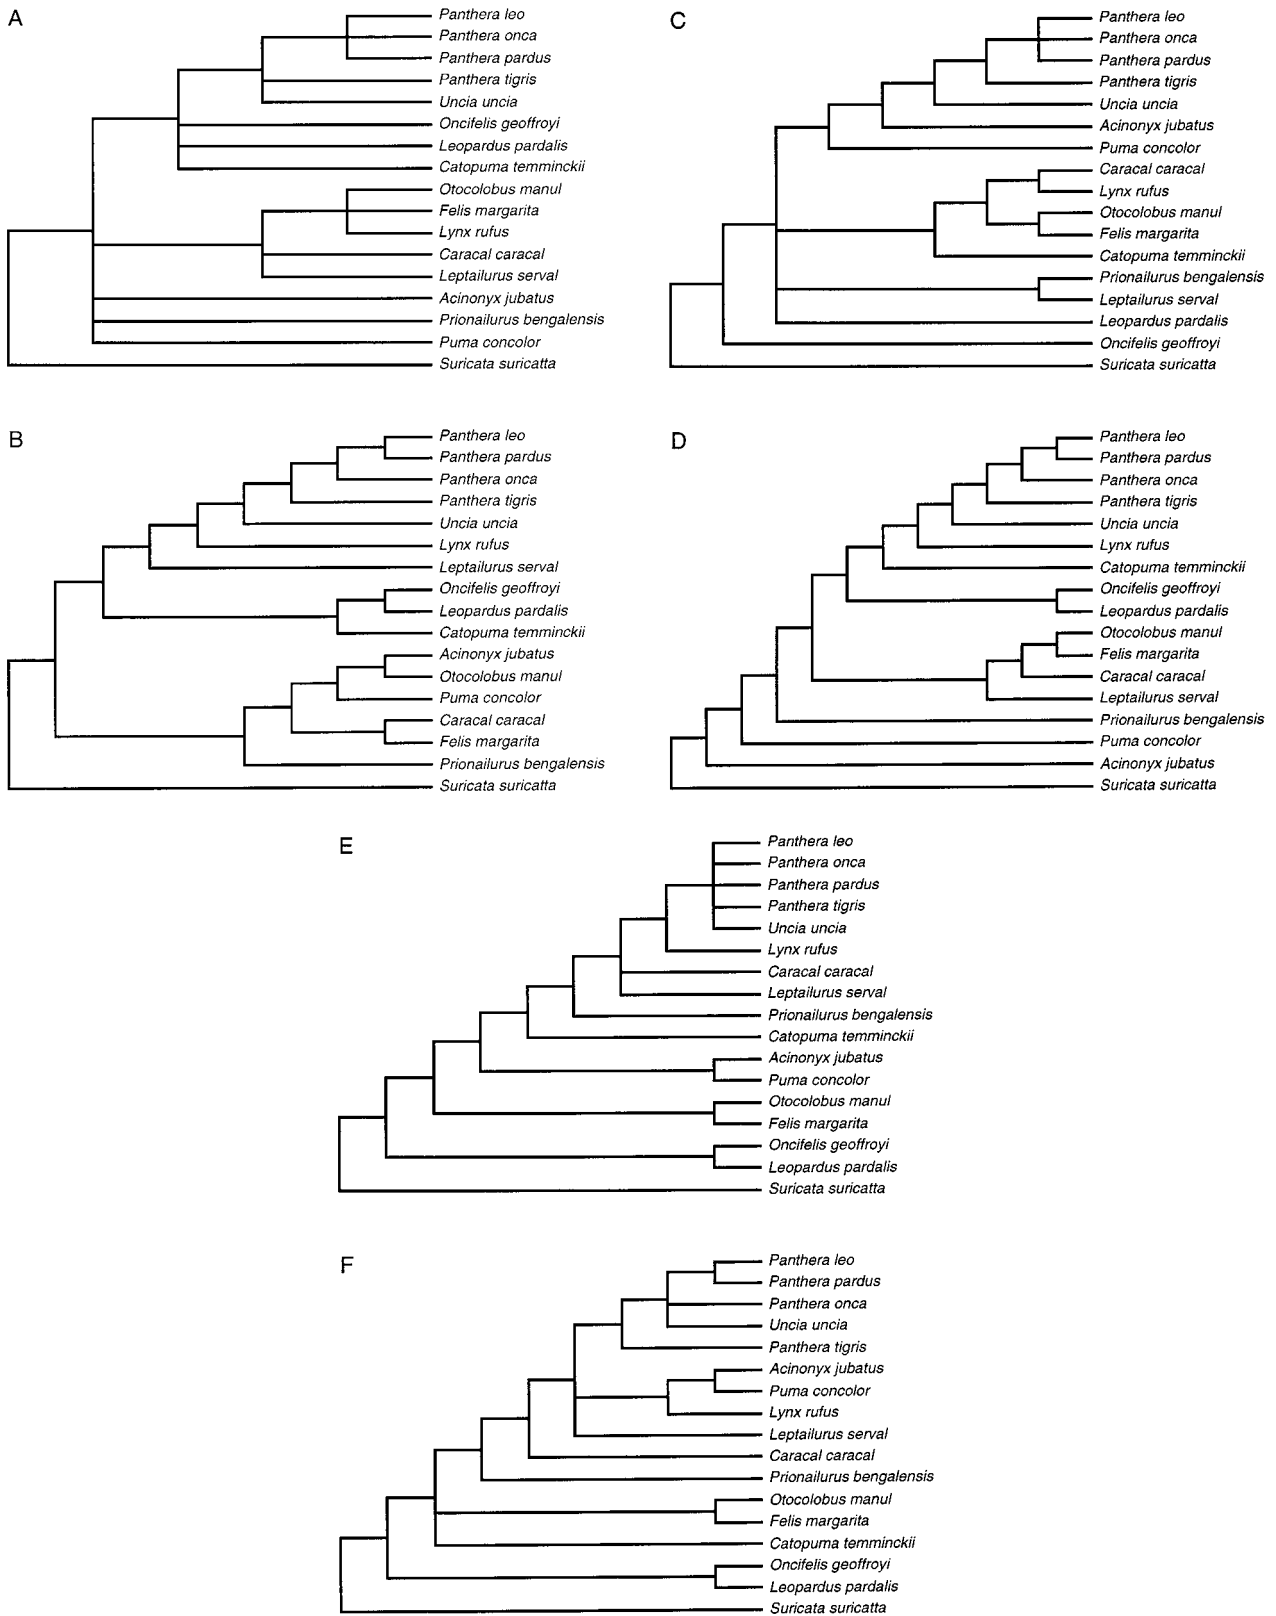 A
Panthera leo
Panthera onca
Panthera pardus
Panthera tigris
Uncia uncia
Oncifelis geoffroyi
Leopardus pardalis
Catopuma temminckii
Otocolobus manul
Felis margarita
Lynx rufus
Caracal caracal
Leptailurus serval
Acinonyx jubatus
Prionailurus bengalensis
Puma concolor
Suricata suricatta
C
Panthera leo
Panthera onca
Panthera pardus
Panthera tigris
Uncia uncia
Acinonyx jubatus
Puma concolor
Caracal caracal
Lynx rufus
Otocolobus manul
Felis margarita
Catopuma temminckii
Prionailurus bengalensis
Leptailurus serval
Leopardus pardalis
Oncifelis geoffroyi
Suricata suricatta
B
Panthera leo
Panthera pardus
Panthera onca
Panthera tigris
Uncia uncia
Lynx rufus
Leptailurus serval
Oncifelis geoffroyi
Leopardus pardalis
Catopuma temminckii
Acinonyx jubatus
Otocolobus manul
Puma concolor
Caracal caracal
Felis margarita
Prionailurus bengalensis
Suricata suricatta
D
Panthera leo
Panthera pardus
Panthera onca
Panthera tigris
Uncia uncia
Lynx rufus
Catopuma temminckii
Oncifelis geoffroyi
Leopardus pardalis
Otocolobus manul
Felis margarita
Caracal caracal
Leptailurus serval
Prionailurus bengalensis
Puma concolor
Acinonyx jubatus
Suricata suricatta
E
Panthera leo
Panthera onca
Panthera pardus
Panthera tigris
Uncia uncia
Lynx rufus
Caracal caracal
Leptailurus serval
Prionailurus bengalensis
Catopuma temminckii
Acinonyx jubatus
Puma concolor
Otocolobus manul
Felis margarita
Oncifelis geoffroyi
Leopardus pardalis
Suricata suricatta
F
Panthera leo
Panthera pardus
Panthera onca
Uncia uncia
Panthera tigris
Acinonyx jubatus
Puma concolor
Lynx rufus
Leptailurus serval
Caracal caracal
Prionailurus bengalensis
Otocolobus manul
Felis margarita
Catopuma temminckii
Oncifelis geoffroyi
Leopardus pardalis
Suricata suricatta